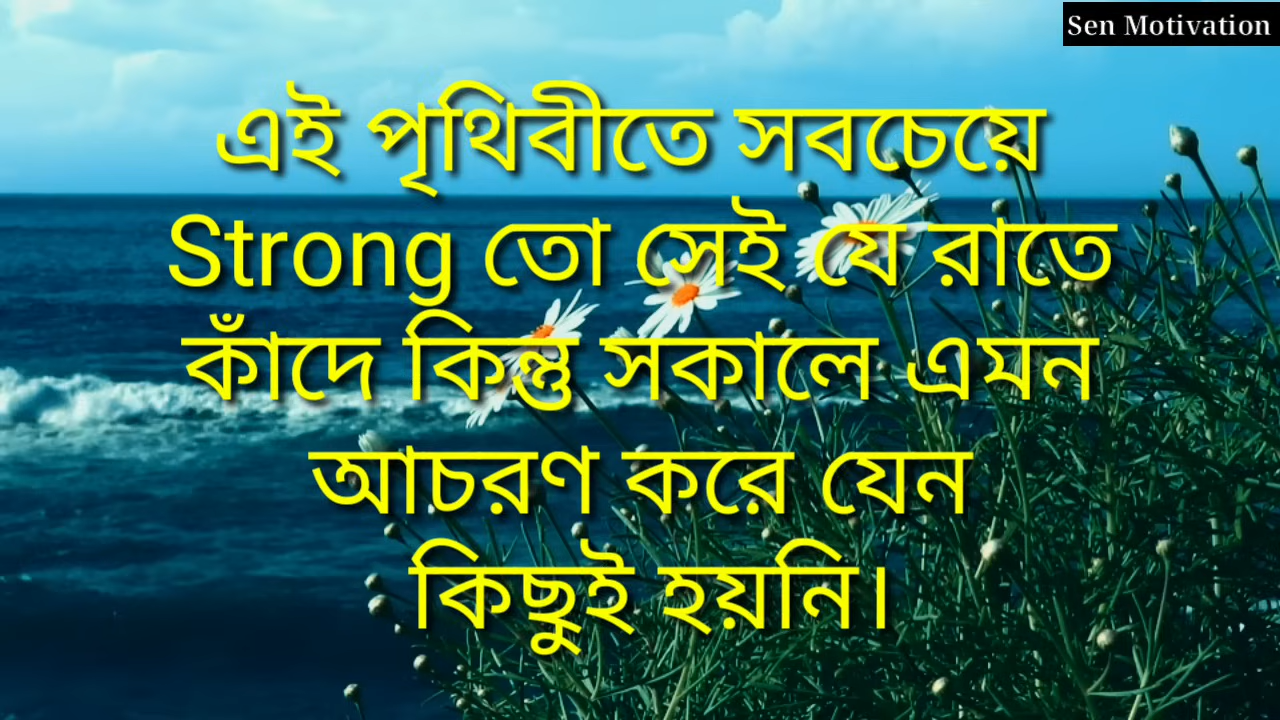 Sen Motivation
এই পৃথিবীতে সবচেয়ে
Strong তো সেই যে রাতে
কাঁদে কিন্তু সকালে এমন
আচরণ করে যেন
কিছুই হয়নি।